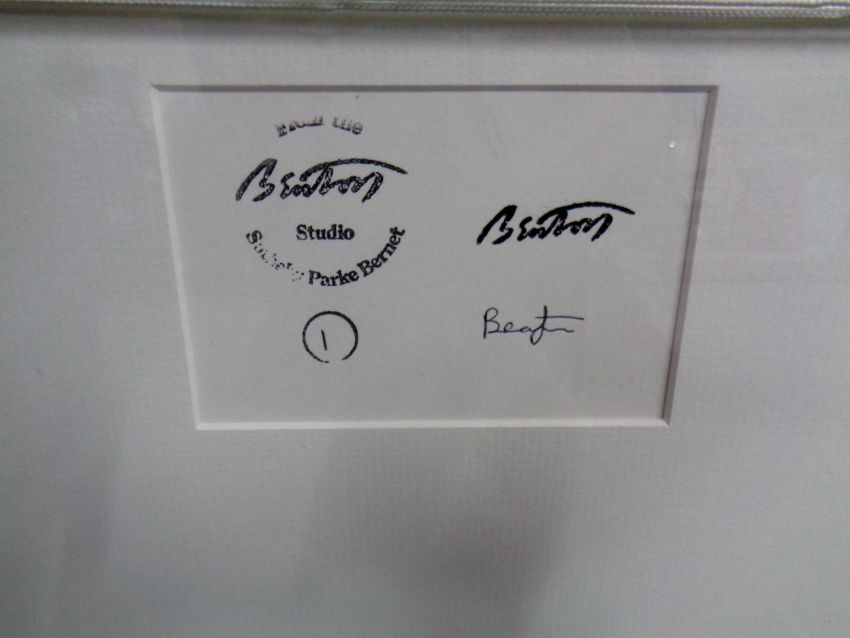 From the
Beaton
Studio
Sotheby Parke Bernet
1
Beaton
Beaton